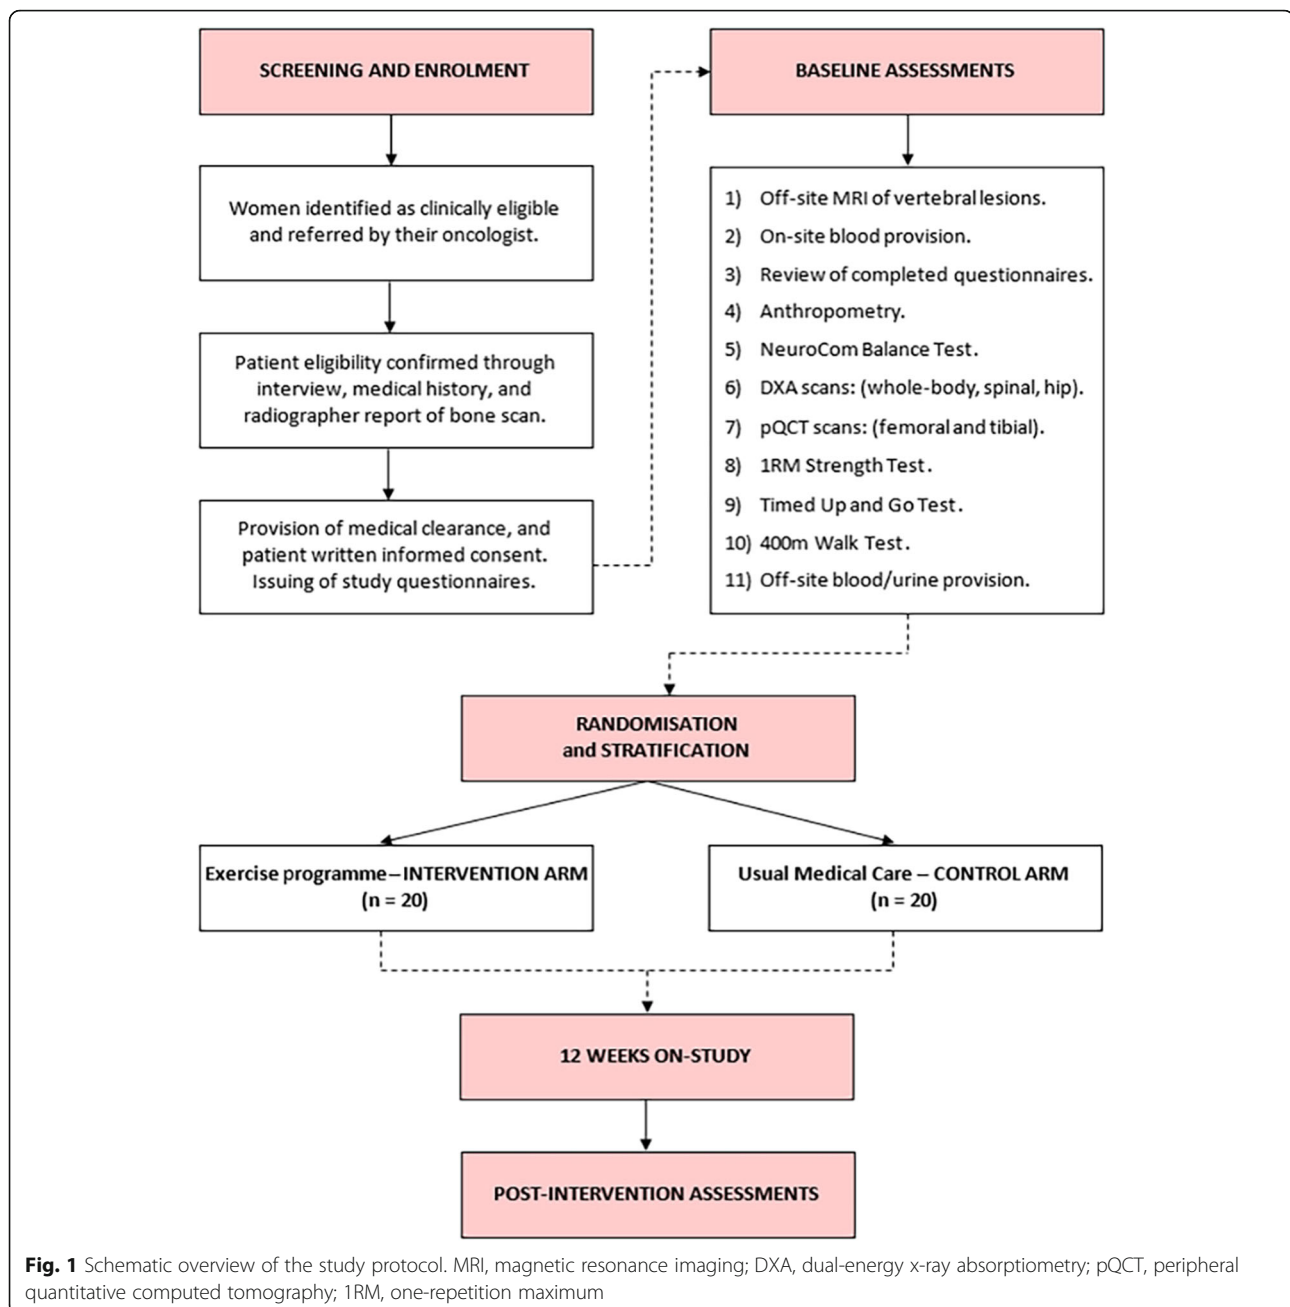 SCREENING AND ENROLMENT
Women identified as clinically eligible
and referred by their oncologist.
Patient eligibility confirmed through
interview, medical history, and
radiographer report of bone scan.
Provision of medical clearance, and
patient written informed consent.
Issuing of study questionnaires.
BASELINE ASSESSMENTS
1) Off-site MRI of vertebral lesions.
2) On-site blood provision.
3) Review of completed questionnaires.
4) Anthropometry.
5) NeuroCom Balance Test.
6) DXA scans: (whole-body, spinal, hip).
7) pQCT scans: (femoral and tibial).
8) 1RM Strength Test.
9) Timed Up and Go Test.
10) 400m Walk Test.
11) Off-site blood/urine provision.
RANDOMISATION
and STRATIFICATION
Exercise programme – INTERVENTION ARM
(n = 20)
Usual Medical Care – CONTROL ARM
(n = 20)
12 WEEKS ON-STUDY
POST-INTERVENTION ASSESSMENTS
Fig. 1 Schematic overview of the study protocol. MRI, magnetic resonance imaging; DXA, dual-energy x-ray absorptiometry; pQCT, peripheral
quantitative computed tomography; 1RM, one-repetition maximum